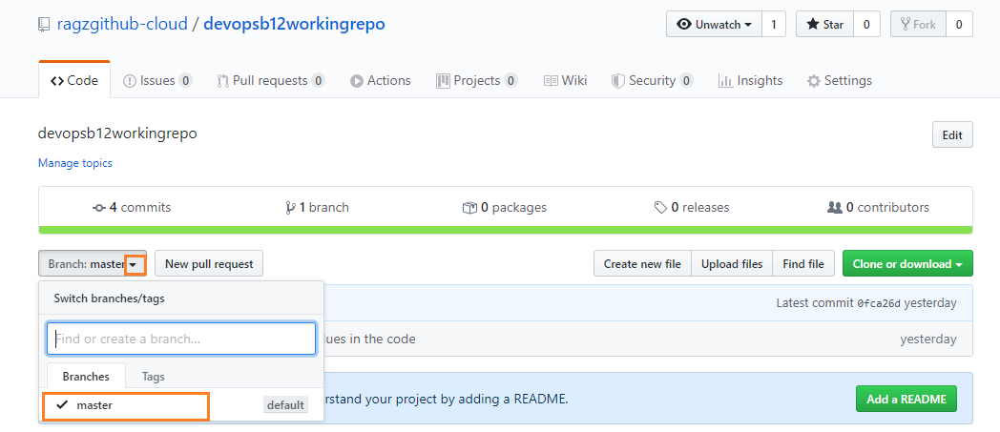 ragzgithub-cloud / devopsb12workingrepo
Unwatch 1 Star 0 Fork 0
Code Issues 0 Pull requests 0 Actions Projects 0 Wiki Security 0 Insights Settings
devopsb12workingrepo
Edit
Manage topics
4 commits 1 branch 0 packages 0 releases 0 contributors
Branch: master New pull request Create new file Upload files Find file Clone or download
Switch branches/tags
Latest commit 0fca26d yesterday
Find or create a branch...
in the code yesterday
Branches Tags
your project by adding a README. Add a README
master default